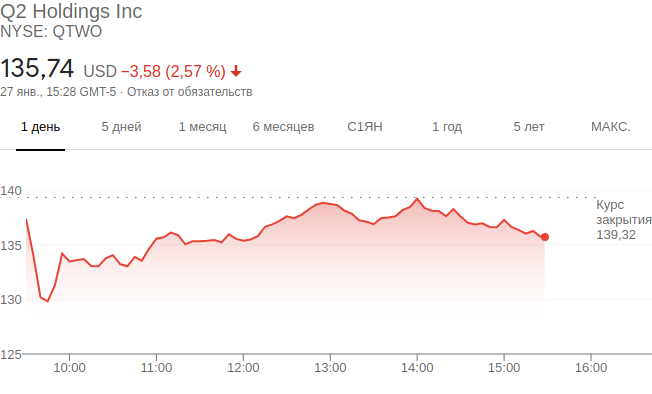 Q2 Holdings Inc
NYSE: QTWO
135,74 USD −3,58 (2,57 %)
27 янв., 15:28 GMT-5 · Отказ от обязательств
1 день 5 дней 1 месяц 6 месяцев С1ЯН 1 год 5 лет МАКС.
140
Курс
закрытия
139,32
135
130
125
10:00 11:00 12:00 13:00 14:00 15:00 16:00